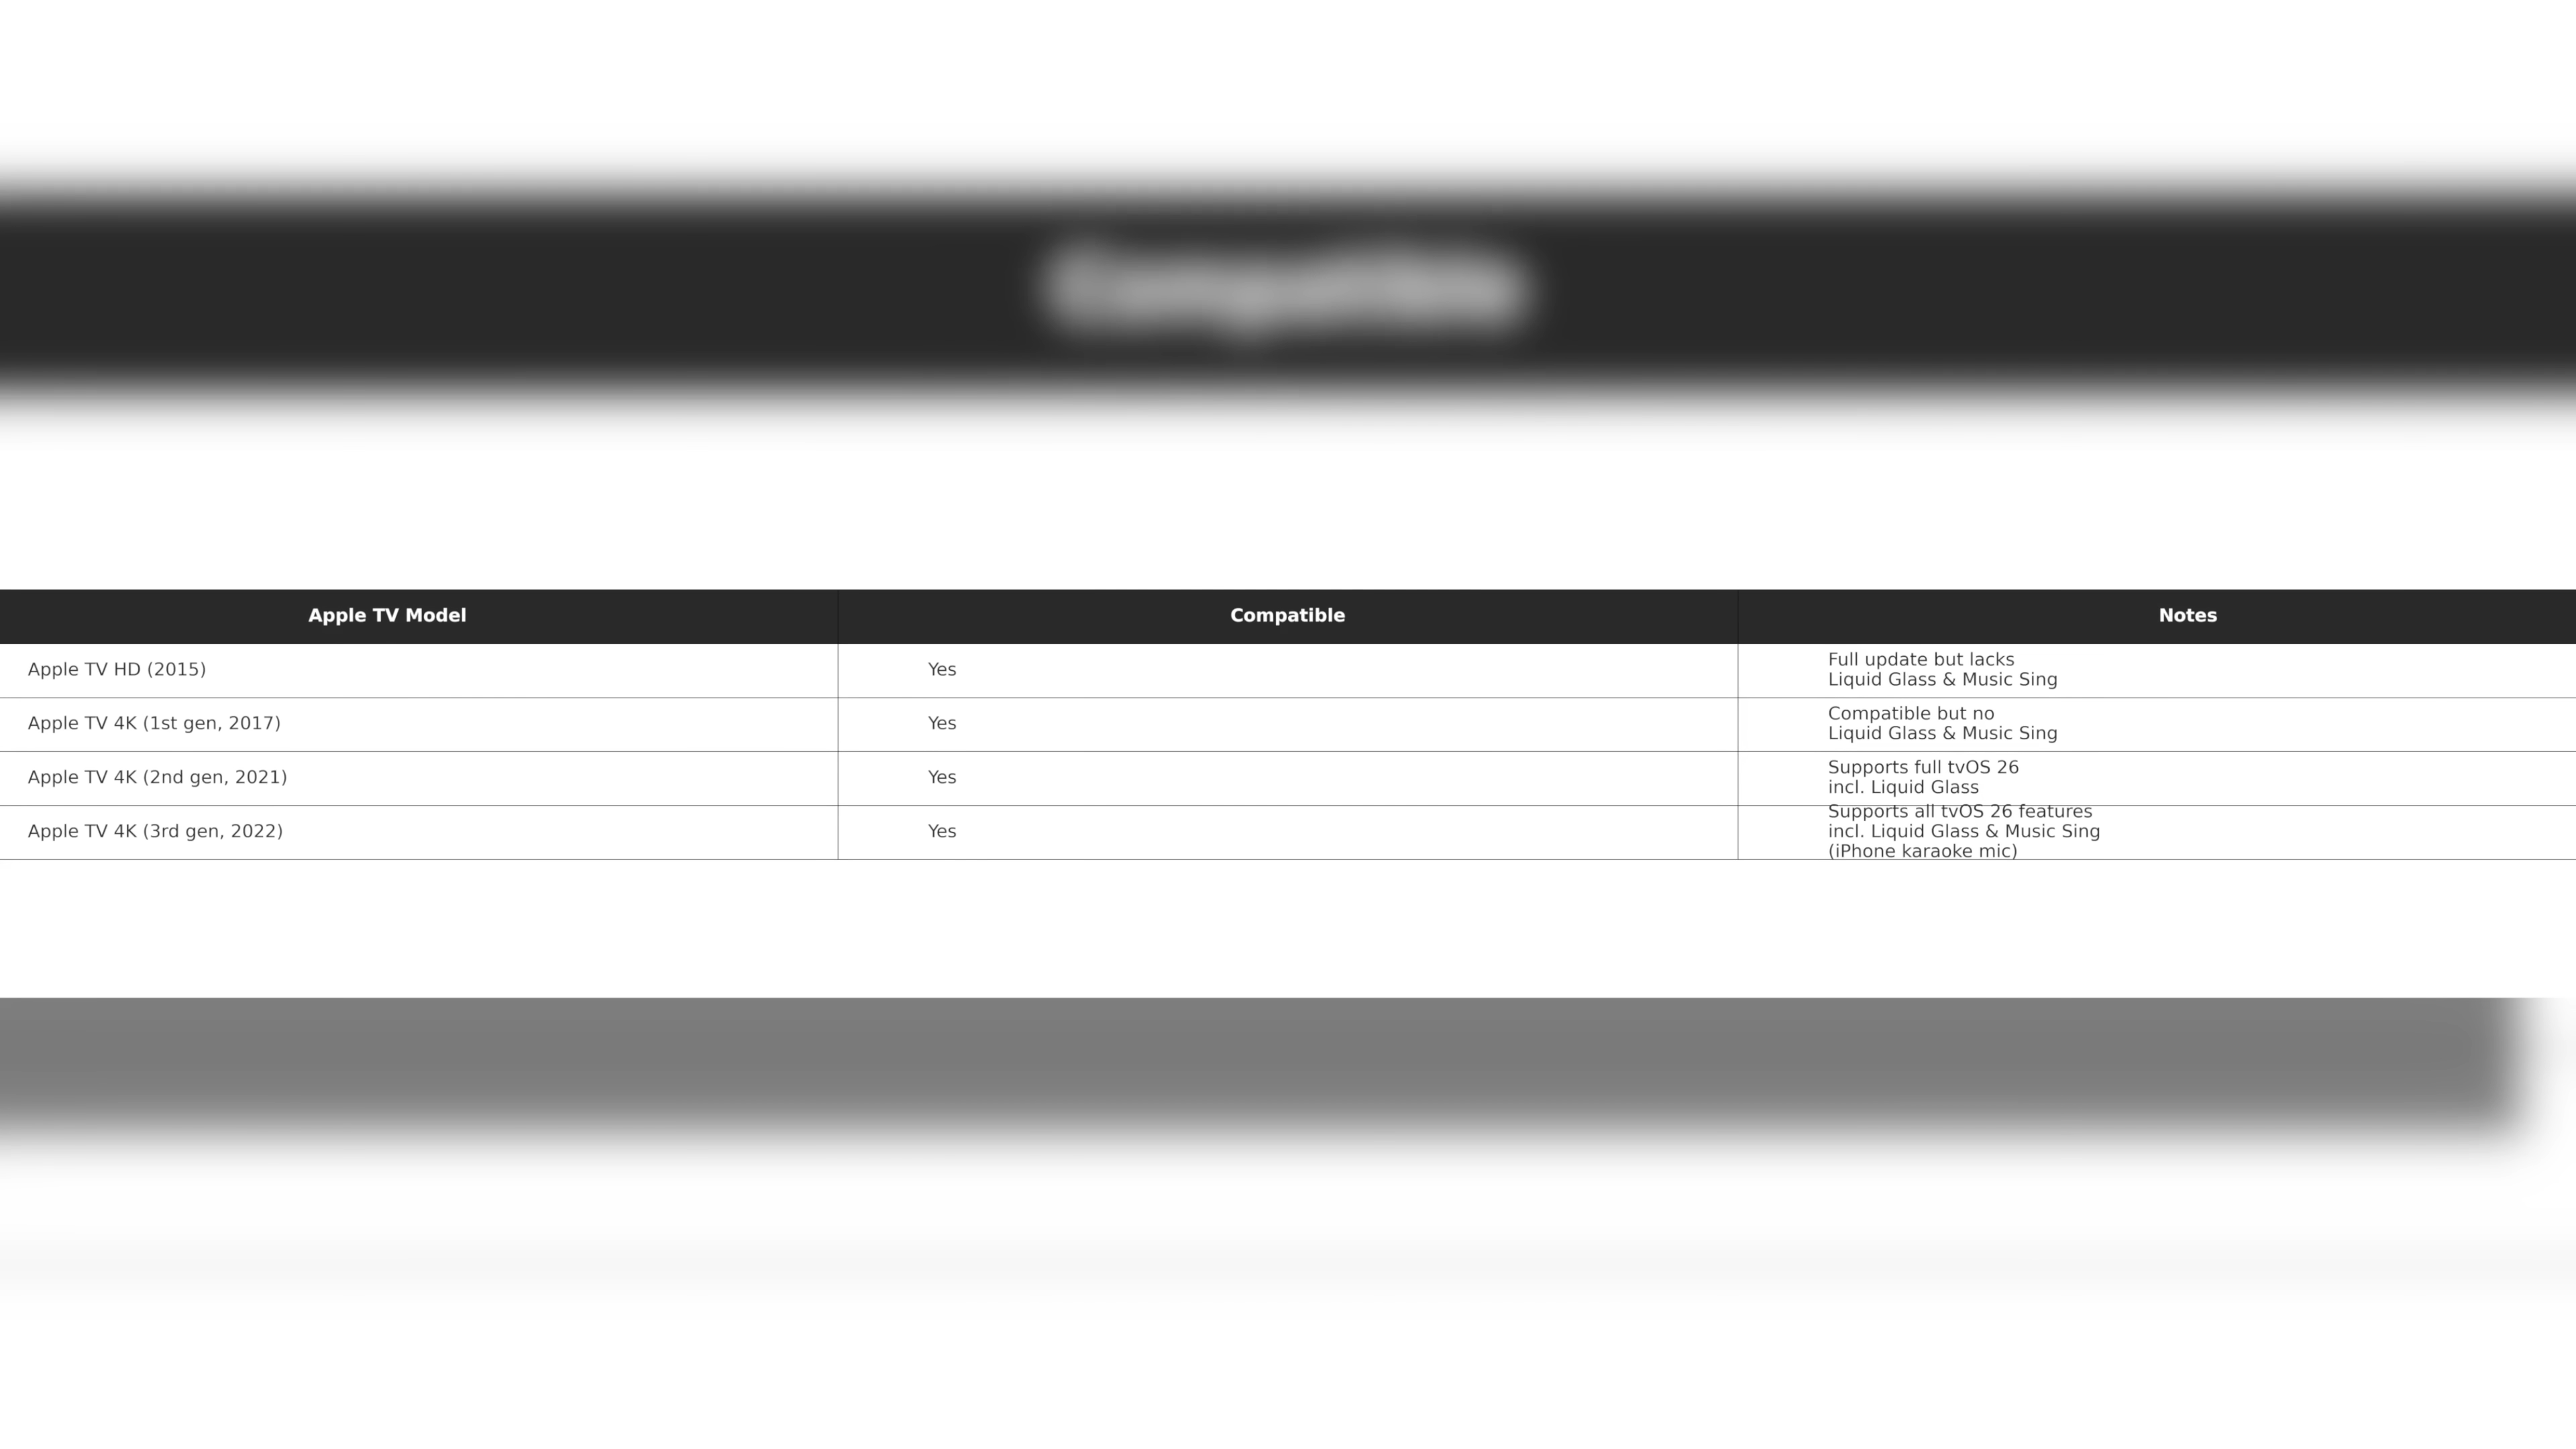 Compatible
Apple TV Model Compatible Notes
Apple TV HD (2015) Yes Full update but lacks
Liquid Glass & Music Sing
Apple TV 4K (1st gen, 2017) Yes Compatible but no
Liquid Glass & Music Sing
Apple TV 4K (2nd gen, 2021) Yes Supports full tvOS 26
incl. Liquid Glass
Apple TV 4K (3rd gen, 2022) Yes Supports all tvOS 26 features
incl. Liquid Glass & Music Sing
(iPhone karaoke mic)